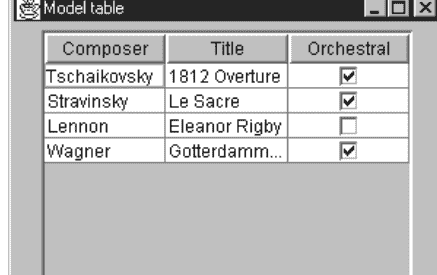 Model table
Composer Title Orchestral
Tschaikovsky 1812 Overture
Stravinsky Le Sacre
Lennon Eleanor Rigby
Wagner Gotterdamm...